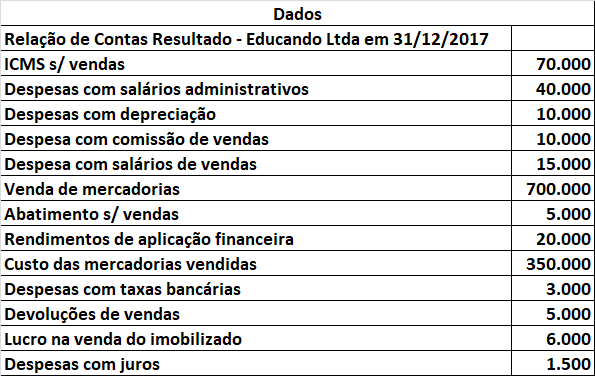 Dados
Relação de Contas Resultado - Educando Ltda em 31/12/2017
ICMS s/ vendas 70.000
Despesas com salários administrativos 40.000
Despesas com depreciação 10.000
Despesa com comissão de vendas 10.000
Despesa com salários de vendas 15.000
Venda de mercadorias 700.000
Abatimento s/ vendas 5.000
Rendimentos de aplicação financeira 20.000
Custo das mercadorias vendidas 350.000
Despesas com taxas bancárias 3.000
Devoluções de vendas 5.000
Lucro na venda do imobilizado 6.000
Despesas com juros 1.500